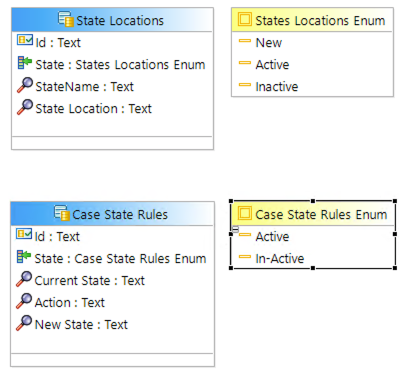 State Locations
Id : Text
State : States Locations Enum
StateName : Text
State Location : Text
States Locations Enum
New
Active
Inactive
Case State Rules
Id : Text
State : Case State Rules Enum
Current State : Text
Action : Text
New State : Text
Case State Rules Enum
Active
In-Active